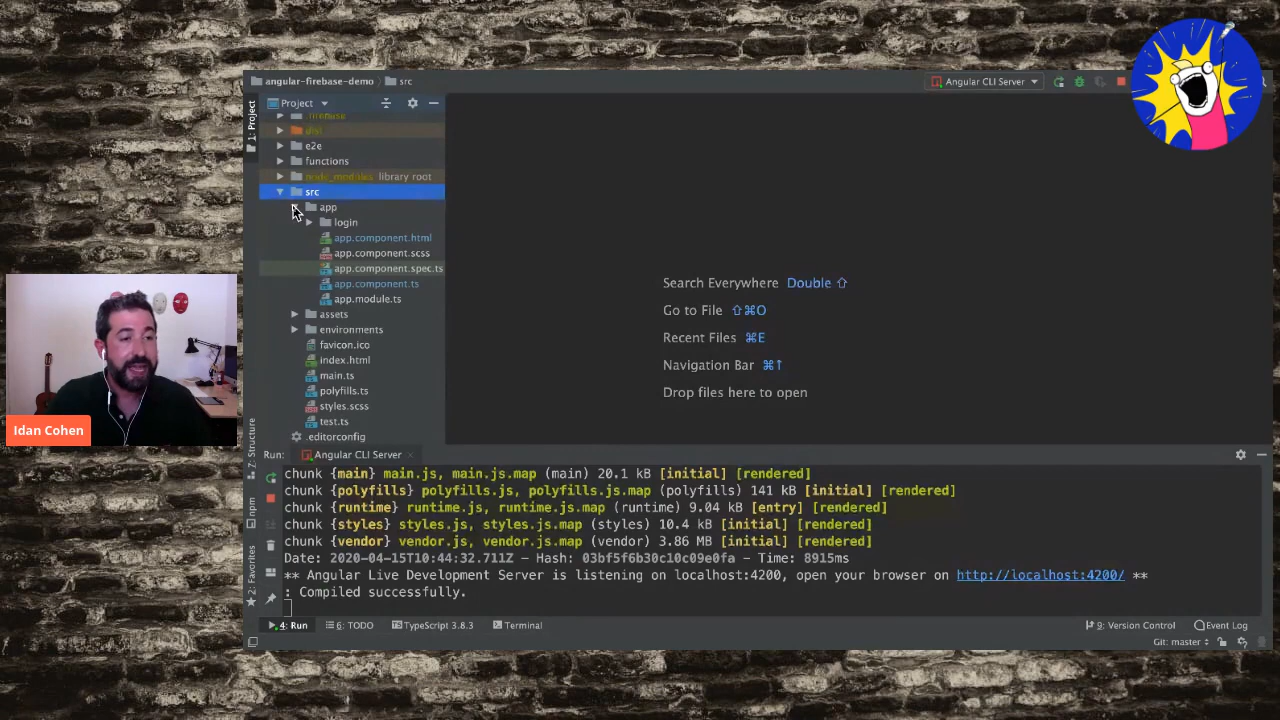 angular-firebase-demo
src
Angular CLI Server
1: Project
Project
.firebase
dist
e2e
functions
node_modules library root
src
app
login
app.component.html
app.component.scss
app.component.spec.ts
app.component.ts
app.module.ts
assets
environments
favicon.ico
index.html
main.ts
polyfills.ts
styles.scss
test.ts
.editorconfig
Search Everywhere Double ⇧
Go to File ⇧⌘O
Recent Files ⌘E
Navigation Bar ⌘↑
Drop files here to open
Idan Cohen
Z: Structure
npm
2: Favorites
Run: Angular CLI Server
chunk {main} main.js, main.js.map (main) 20.1 kB [initial] [rendered]
chunk {polyfills} polyfills.js, polyfills.js.map (polyfills) 141 kB [initial] [rendered]
chunk {runtime} runtime.js, runtime.js.map (runtime) 9.04 kB [entry] [rendered]
chunk {styles} styles.js, styles.js.map (styles) 10.4 kB [initial] [rendered]
chunk {vendor} vendor.js, vendor.js.map (vendor) 3.86 MB [initial] [rendered]
Date: 2020-04-15T10:44:32.711Z - Hash: 03bf5f6b30c10c09e0fa - Time: 8915ms
** Angular Live Development Server is listening on localhost:4200, open your browser on http://localhost:4200/ **
: Compiled successfully.
4: Run
6: TODO
TypeScript 3.8.3
Terminal
9: Version Control
Event Log
Git: master